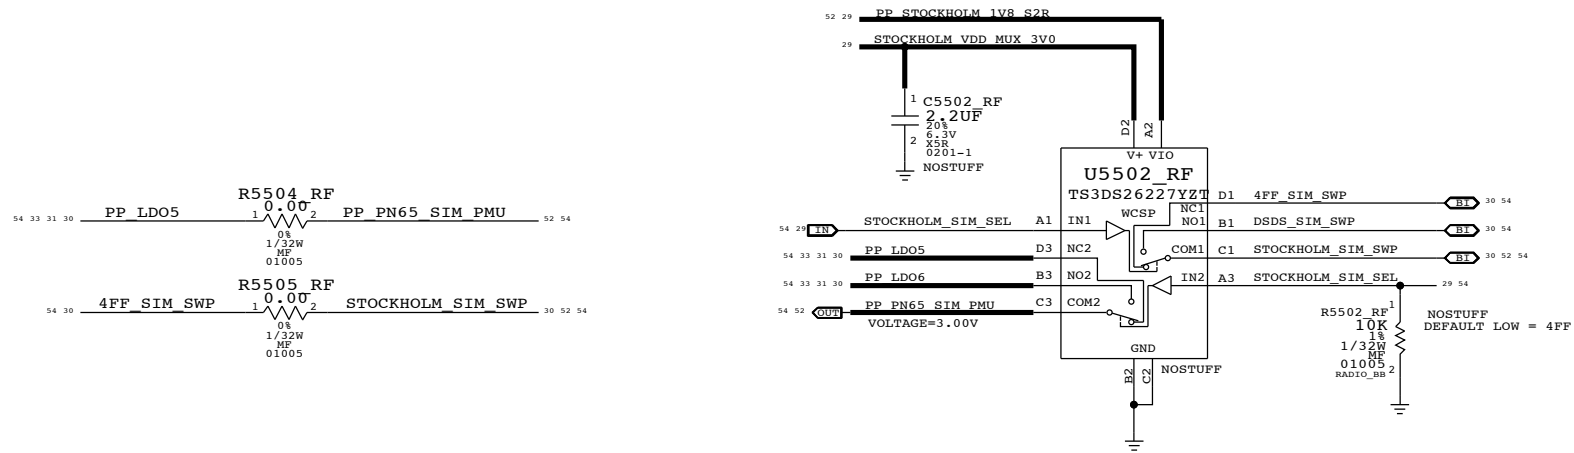 PP_LDO5
R5504_RF
0.00
54 33 31 30
1
2
PP_PN65_SIM_PMU
52 54
0%
1/32W
MF
01005
4FF_SIM_SWP
R5505_RF
0.00
54 30
1
2
STOCKHOLM_SIM_SWP
30 52 54
0%
1/32W
MF
01005
52 29
PP_STOCKHOLM_1V8_S2R
29
STOCKHOLM_VDD_MUX_3V0
1
C5502_RF
2.2UF
20%
6.3V
X5R
0201-1
2
NOSTUFF
D2
A2
V+ VIO
U5502_RF
TS3DS26227YZT
WCSP
54 29
IN
STOCKHOLM_SIM_SEL
A1
IN1
54 33 31 30
PP_LDO5
D3
NC2
54 33 31 30
PP_LDO6
B3
NO2
54 52
OUT
PP_PN65_SIM_PMU
C3
COM2
VOLTAGE=3.00V
NC1
D1
4FF_SIM_SWP
BI
30 54
NO1
B1
DSDS_SIM_SWP
BI
30 54
COM1
C1
STOCKHOLM_SIM_SWP
BI
30 52 54
IN2
A3
STOCKHOLM_SIM_SEL
29 54
GND
B2
C2
NOSTUFF
R5502_RF
1
10K
1%
1/32W
MF
01005
RADIO_BB
2
NOSTUFF
DEFAULT LOW = 4FF